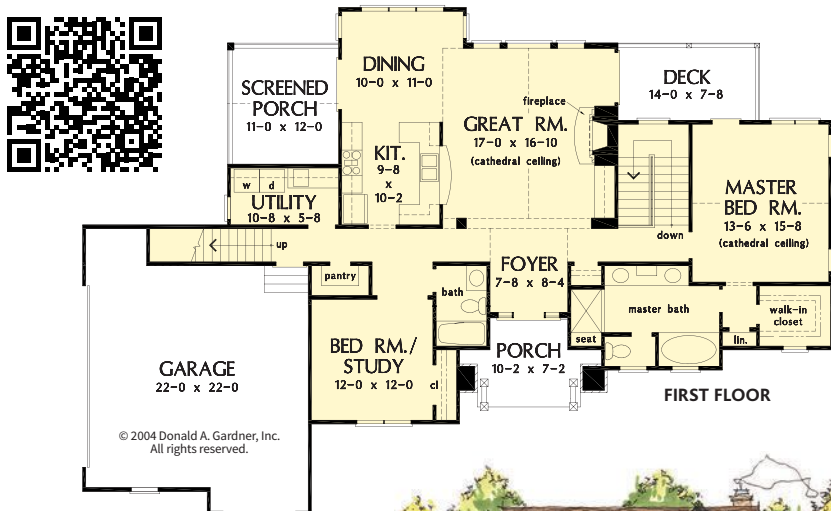 DINING
10-0 x 11-0
SCREENED
PORCH
11-0 x 12-0
DECK
14-0 x 7-8
fireplace
GREAT RM.
17-0 x 16-10
(cathedral ceiling)
KIT.
9-8
x
10-2
w d
UTILITY
10-8 x 5-8
MASTER
BED RM.
13-6 x 15-8
(cathedral ceiling)
down
up
pantry
FOYER
7-8 x 8-4
bath
master bath
walk-in
closet
seat
lin.
BED RM./
STUDY
12-0 x 12-0
cl
PORCH
10-2 x 7-2
GARAGE
22-0 x 22-0
FIRST FLOOR
© 2004 Donald A. Gardner, Inc.
All rights reserved.